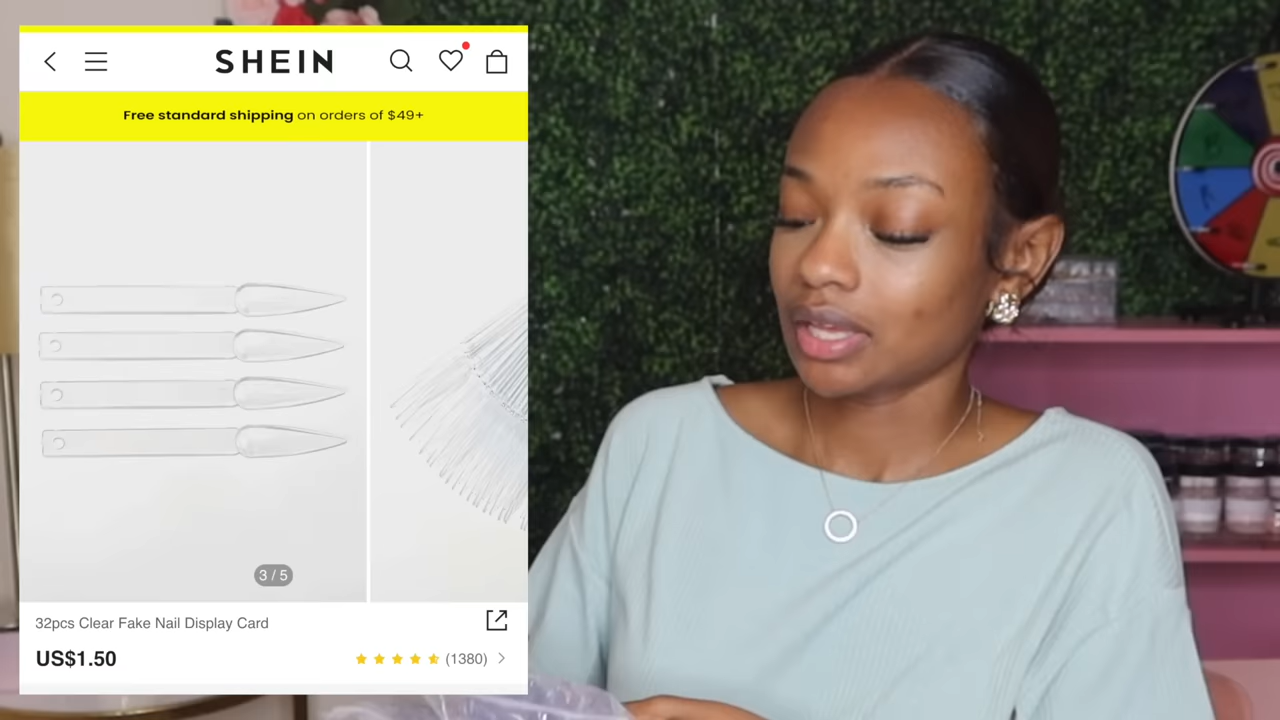 SHEIN
Free standard shipping on orders of $49+
3 / 5
32pcs Clear Fake Nail Display Card
US$1.50
(1380)